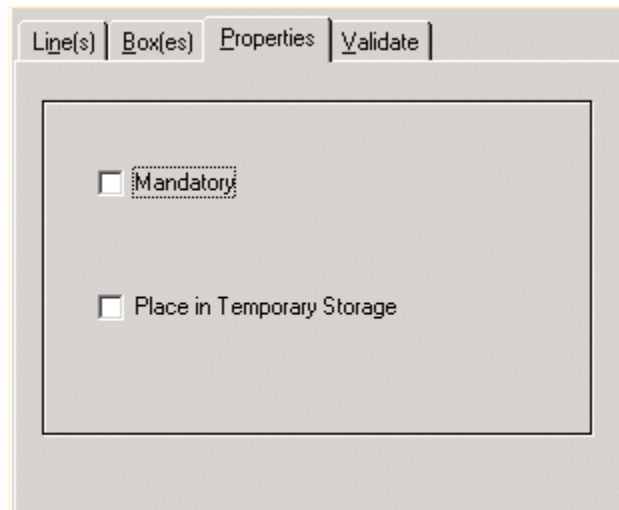 Line(s) Box(es) Properties Validate
Mandatory
Place in Temporary Storage